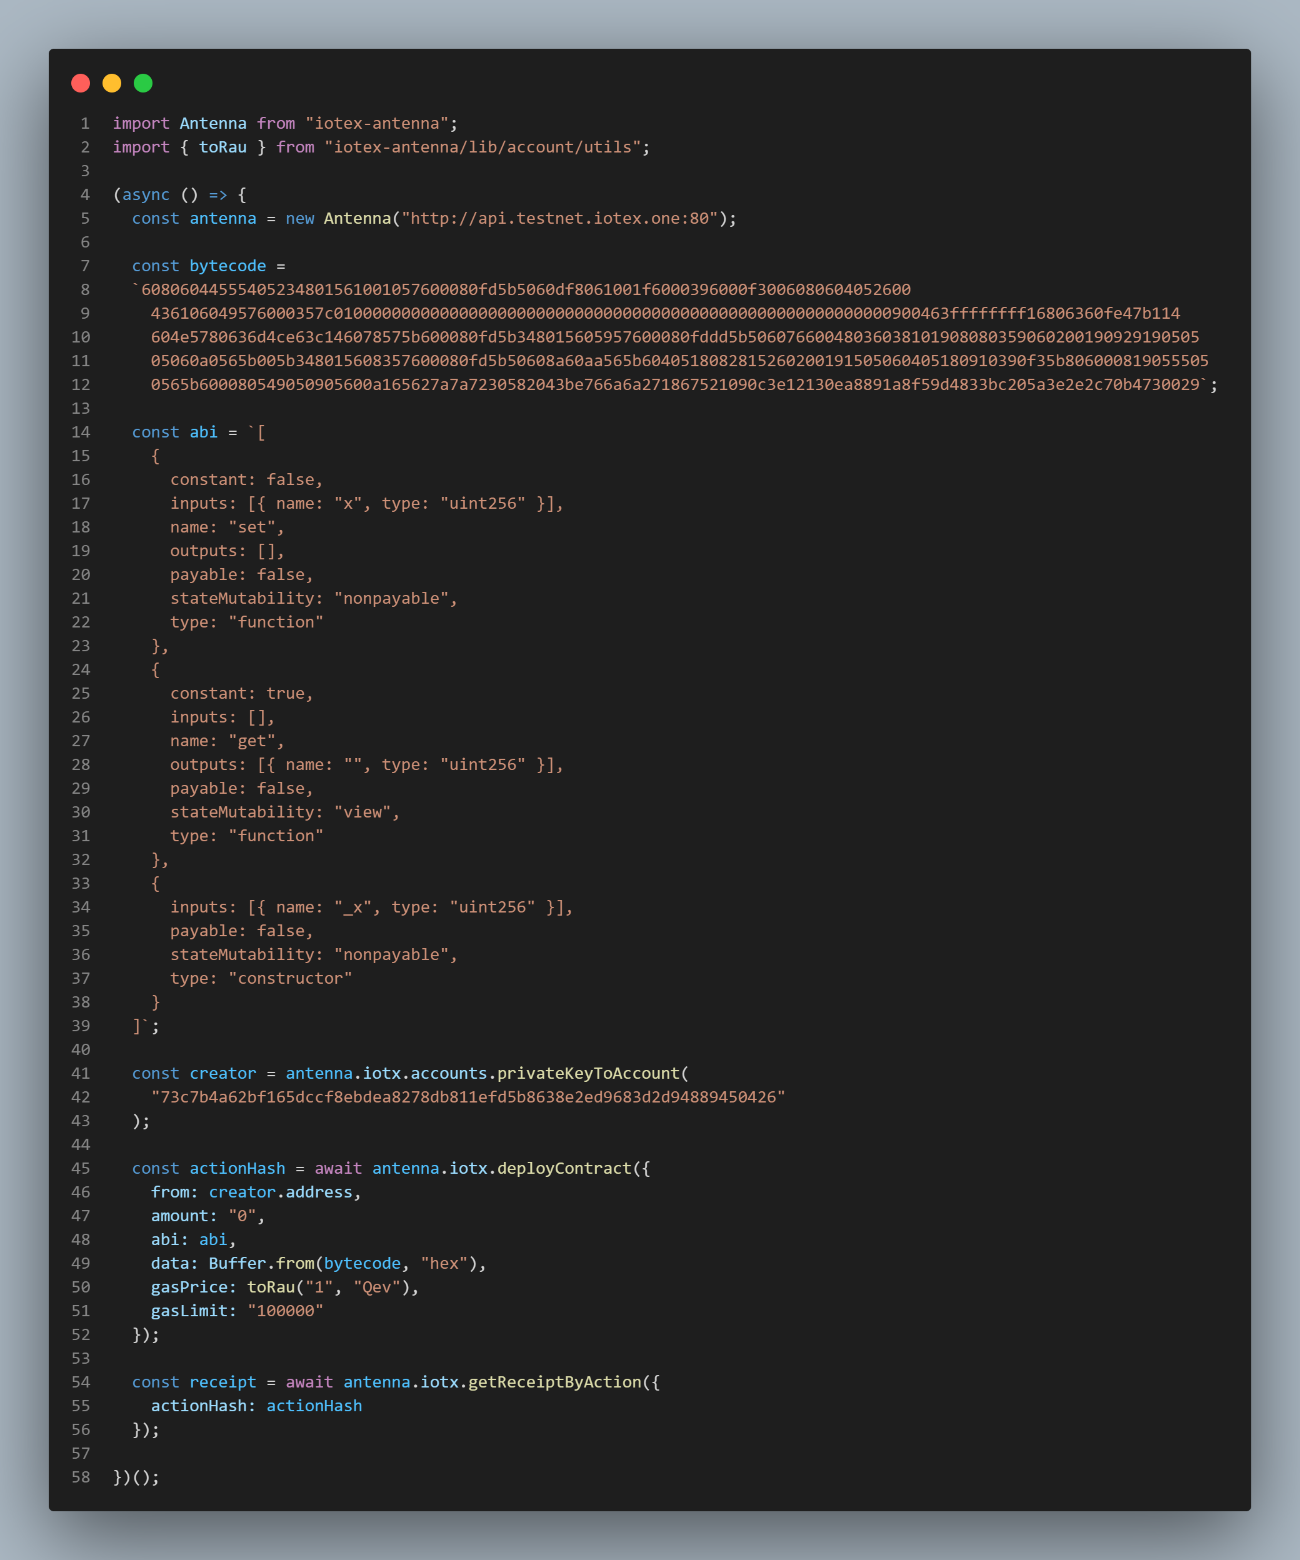 1 import Antenna from "iotex-antenna";
2 import { toRau } from "iotex-antenna/lib/account/utils";
3
4 (async () => {
5   const antenna = new Antenna("http://api.testnet.iotex.one:80");
6
7   const bytecode =
8   `608060445554052348015610010576000​80fd5b5060df8061001f6000396000f3006080604052600
9     436106049576000357c0100000000000000000000000000000000000000000000000000000000900463ffffffff16806360fe47b114
10     604e5780636d4ce63c146078575b600080fd5b348015605957600080fddd5b5060766004803603810190808035906020019092919050​5
11     05060a0565b005b348015608357600080fd5b50608a60aa565b6040518082815260200191505060405180910390f35b806000819055505
12     0565b600080549050905600a165627a7a7230582043be766a6a271867521090c3e12130ea8891a8f59d4833bc205a3e2e2c70b4730029`;
13
14   const abi = `[
15     {
16       constant: false,
17       inputs: [{ name: "x", type: "uint256" }],
18       name: "set",
19       outputs: [],
20       payable: false,
21       stateMutability: "nonpayable",
22       type: "function"
23     },
24     {
25       constant: true,
26       inputs: [],
27       name: "get",
28       outputs: [{ name: "", type: "uint256" }],
29       payable: false,
30       stateMutability: "view",
31       type: "function"
32     },
33     {
34       inputs: [{ name: "_x", type: "uint256" }],
35       payable: false,
36       stateMutability: "nonpayable",
37       type: "constructor"
38     }
39   ]`;
40
41   const creator = antenna.iotx.accounts.privateKeyToAccount(
42     "73c7b4a62bf165dccf8ebdea8278db811efd5b8638e2ed9683d2d94889450426"
43   );
44
45   const actionHash = await antenna.iotx.deployContract({
46     from: creator.address,
47     amount: "0",
48     abi: abi,
49     data: Buffer.from(bytecode, "hex"),
50     gasPrice: toRau("1", "Qev"),
51     gasLimit: "100000"
52   });
53
54   const receipt = await antenna.iotx.getReceiptByAction({
55     actionHash: actionHash
56   });
57
58 })();